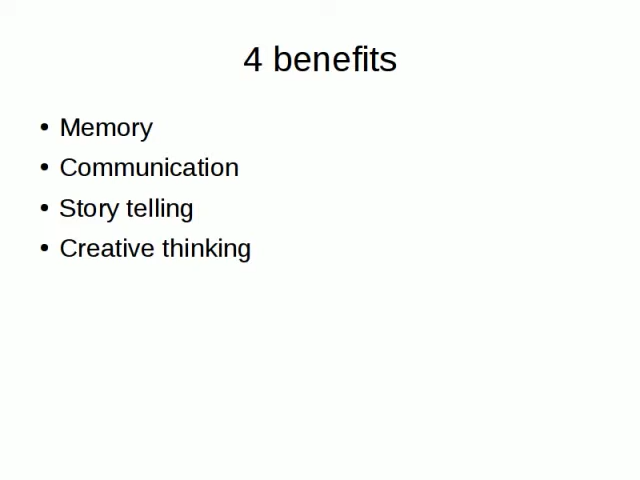 4 benefits
• Memory
• Communication
• Story telling
• Creative thinking